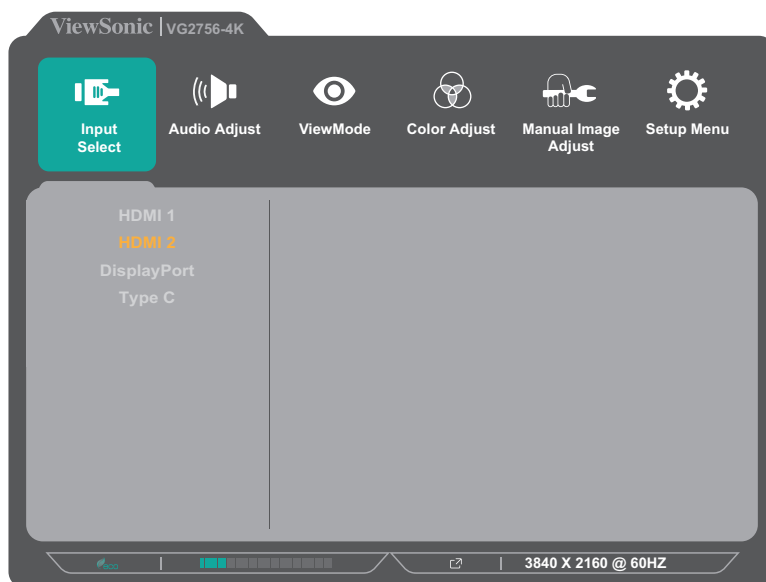 ViewSonic | VG2756-4K
Input Select
Audio Adjust
ViewMode
Color Adjust
Manual Image Adjust
Setup Menu
HDMI 1
HDMI 2
DisplayPort
Type C
eco
3840 X 2160 @ 60HZ